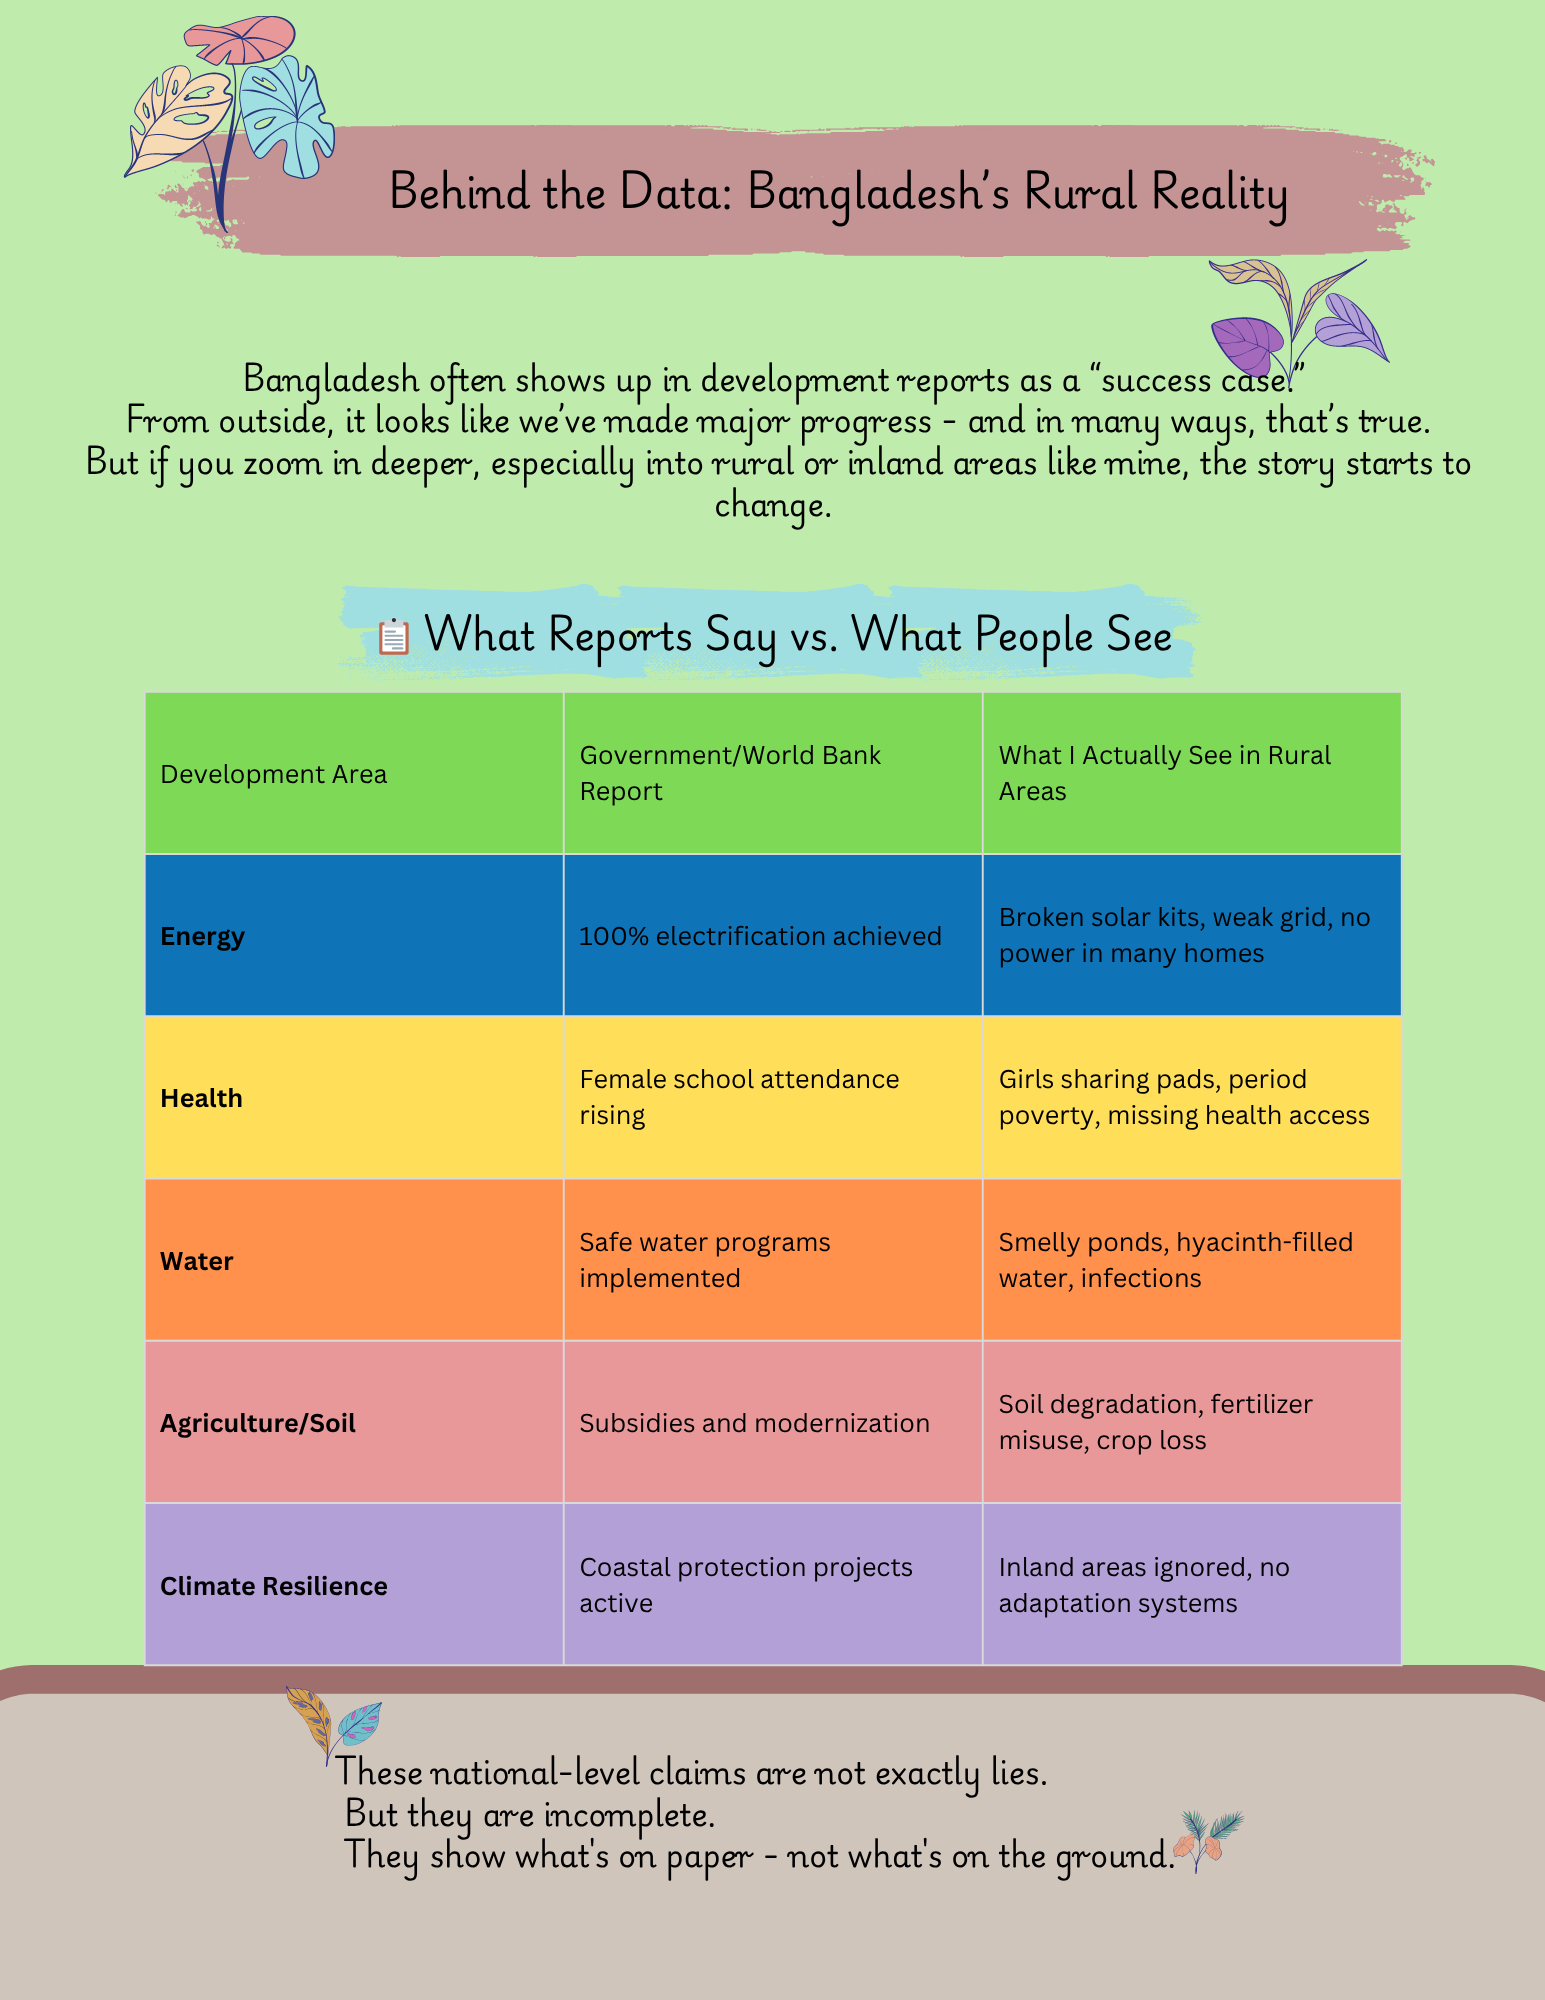 Behind the Data: Bangladesh’s Rural Reality
Bangladesh often shows up in development reports as a “success case.”
From outside, it looks like we’ve made major progress - and in many ways, that’s true.
But if you zoom in deeper, especially into rural or inland areas like mine, the story starts to
change.
📋 What Reports Say vs. What People See
Development Area
Government/World Bank
Report
What I Actually See in Rural
Areas
Energy
100% electrification achieved
Broken solar kits, weak grid, no
power in many homes
Health
Female school attendance
rising
Girls sharing pads, period
poverty, missing health access
Water
Safe water programs
implemented
Smelly ponds, hyacinth-filled
water, infections
Agriculture/Soil
Subsidies and modernization
Soil degradation, fertilizer
misuse, crop loss
Climate Resilience
Coastal protection projects
active
Inland areas ignored, no
adaptation systems
These national-level claims are not exactly lies.
But they are incomplete.
They show what's on paper - not what's on the ground.